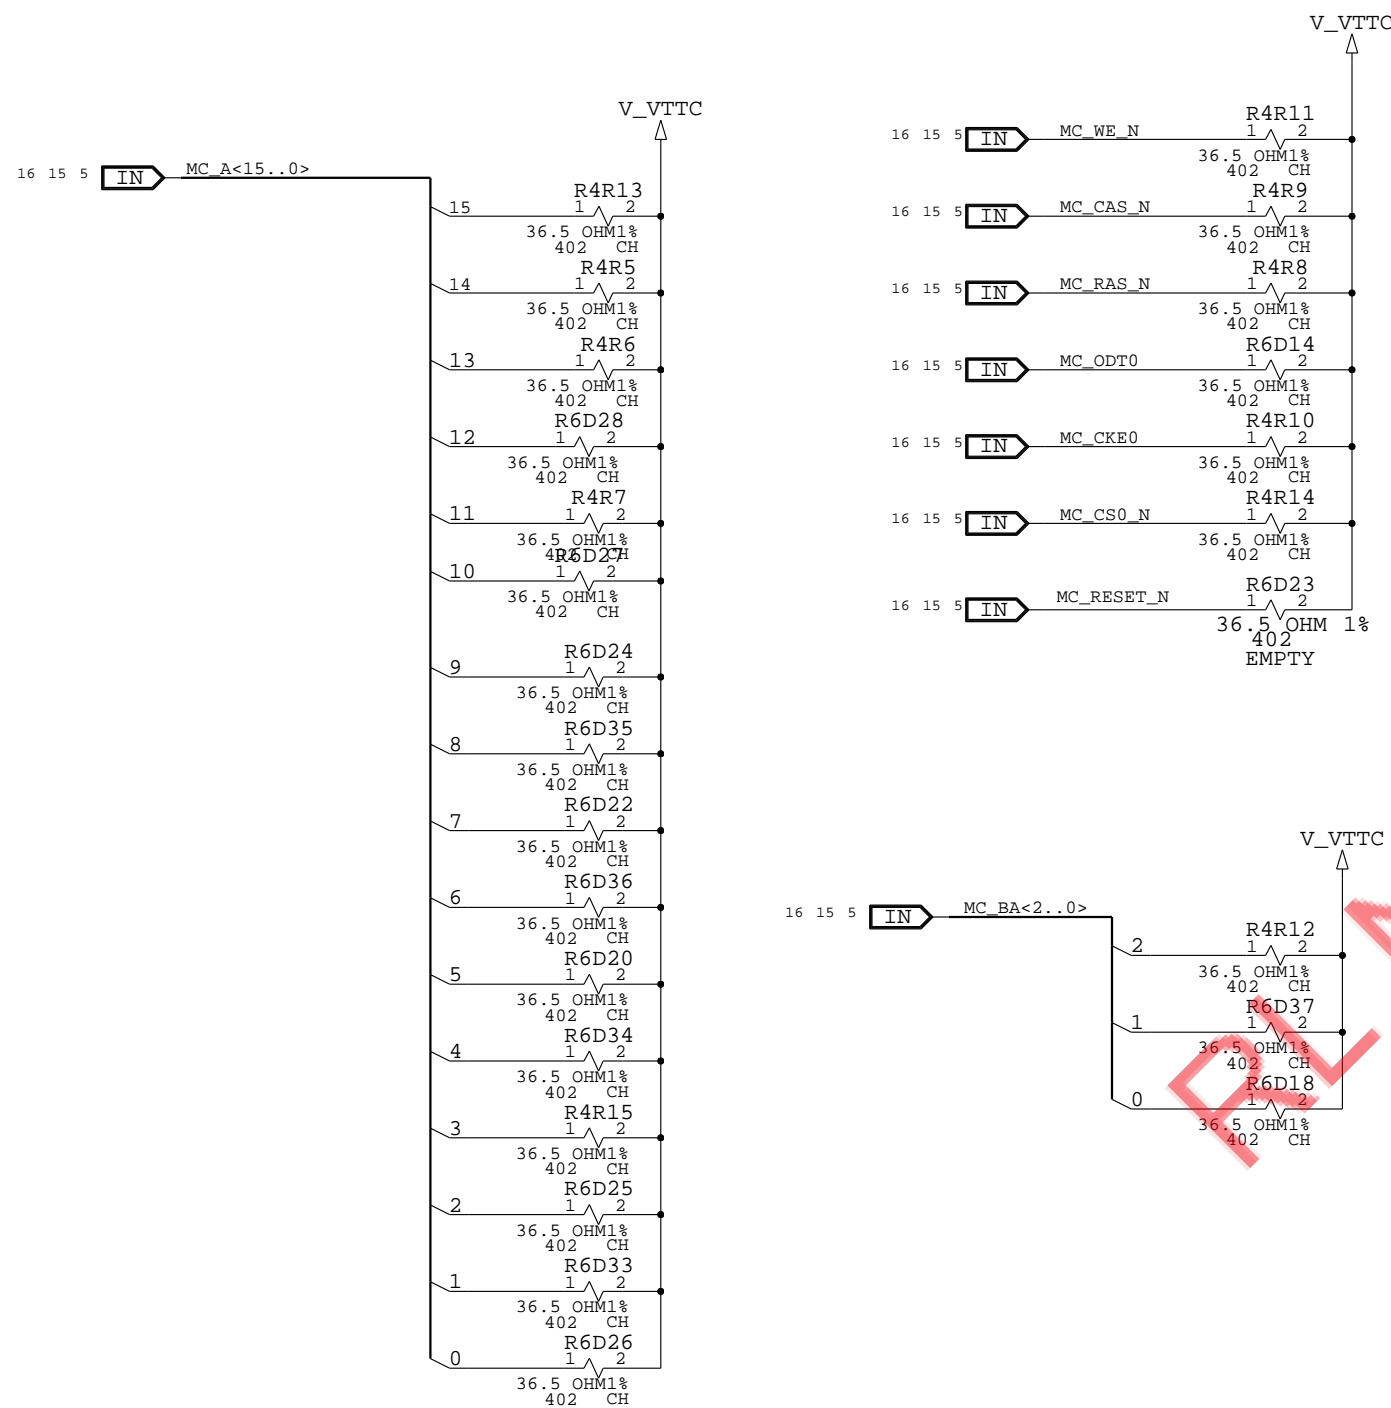 V_VTTC
16 15 5 IN MC_A<15..0>
15 R4R13
1 2
36.5 OHM1%
402 CH
14 R4R5
1 2
36.5 OHM1%
402 CH
13 R4R6
1 2
36.5 OHM1%
402 CH
12 R6D28
1 2
36.5 OHM1%
402 CH
11 R4R7
1 2
36.5 OHM1%
402 CH
10 R6D27
1 2
36.5 OHM1%
402 CH
9 R6D24
1 2
36.5 OHM1%
402 CH
8 R6D35
1 2
36.5 OHM1%
402 CH
7 R6D22
1 2
36.5 OHM1%
402 CH
6 R6D36
1 2
36.5 OHM1%
402 CH
5 R6D20
1 2
36.5 OHM1%
402 CH
4 R6D34
1 2
36.5 OHM1%
402 CH
3 R4R15
1 2
36.5 OHM1%
402 CH
2 R6D25
1 2
36.5 OHM1%
402 CH
1 R6D33
1 2
36.5 OHM1%
402 CH
0 R6D26
1 2
36.5 OHM1%
402 CH
V_VTTC
16 15 5 IN MC_WE_N R4R11
1 2
36.5 OHM1%
402 CH
16 15 5 IN MC_CAS_N R4R9
1 2
36.5 OHM1%
402 CH
16 15 5 IN MC_RAS_N R4R8
1 2
36.5 OHM1%
402 CH
16 15 5 IN MC_ODT0 R6D14
1 2
36.5 OHM1%
402 CH
16 15 5 IN MC_CKE0 R4R10
1 2
36.5 OHM1%
402 CH
16 15 5 IN MC_CS0_N R4R14
1 2
36.5 OHM1%
402 CH
16 15 5 IN MC_RESET_N R6D23
1 2
36.5 OHM 1%
402
EMPTY
V_VTTC
16 15 5 IN MC_BA<2..0>
2 R4R12
1 2
36.5 OHM1%
402 CH
1 R6D37
1 2
36.5 OHM1%
402 CH
0 R6D18
1 2
36.5 OHM1%
402 CH